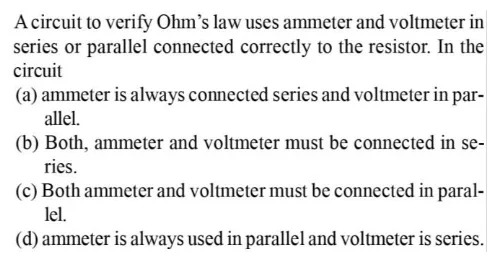 A circuit to verify Ohm’s law uses ammeter and voltmeter in
series or parallel connected correctly to the resistor. In the
circuit
(a) ammeter is always connected series and voltmeter in par-
allel.
(b) Both, ammeter and voltmeter must be connected in se-
ries.
(c) Both ammeter and voltmeter must be connected in paral-
lel.
(d) ammeter is always used in parallel and voltmeter is series.